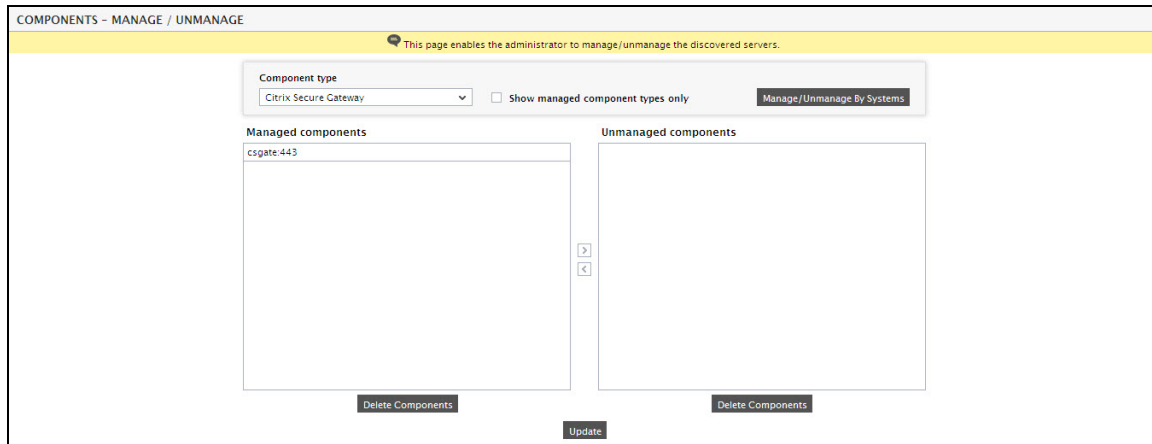 COMPONENTS - MANAGE / UNMANAGE
This page enables the administrator to manage/unmanage the discovered servers.
Component type
Citrix Secure Gateway
Show managed component types only
Manage/Unmanage By Systems
Managed components
Unmanaged components
csgate:443
>
<
Delete Components
Delete Components
Update